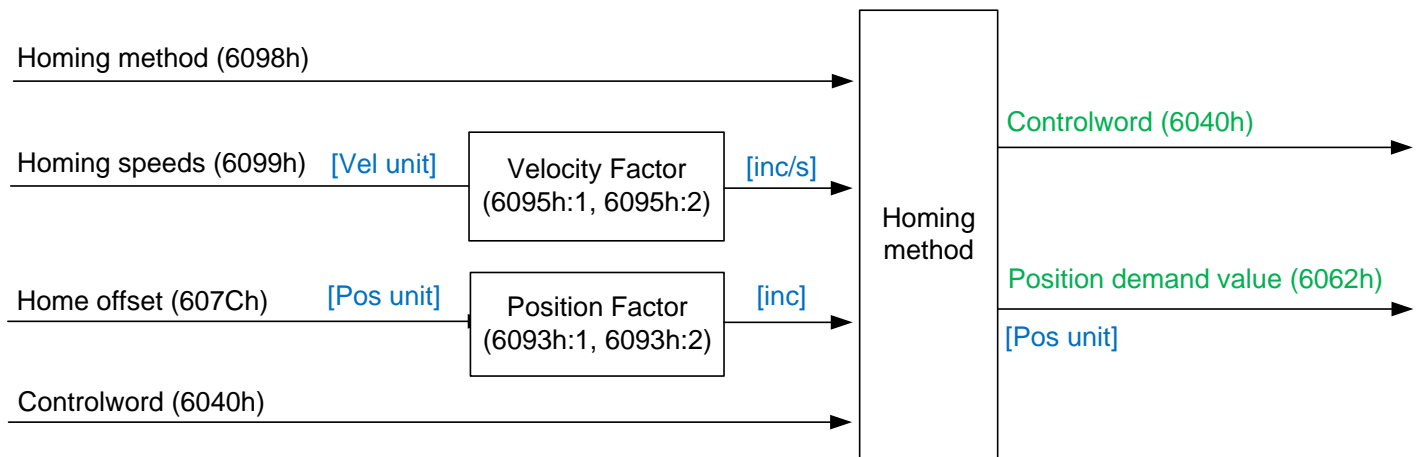 Homing method (6098h)
Homing speeds (6099h)
[Vel unit]
Velocity Factor
(6095h:1, 6095h:2)
[inc/s]
Home offset (607Ch)
[Pos unit]
Position Factor
(6093h:1, 6093h:2)
[inc]
Controlword (6040h)
Homing
method
Controlword (6040h)
Position demand value (6062h)
[Pos unit]